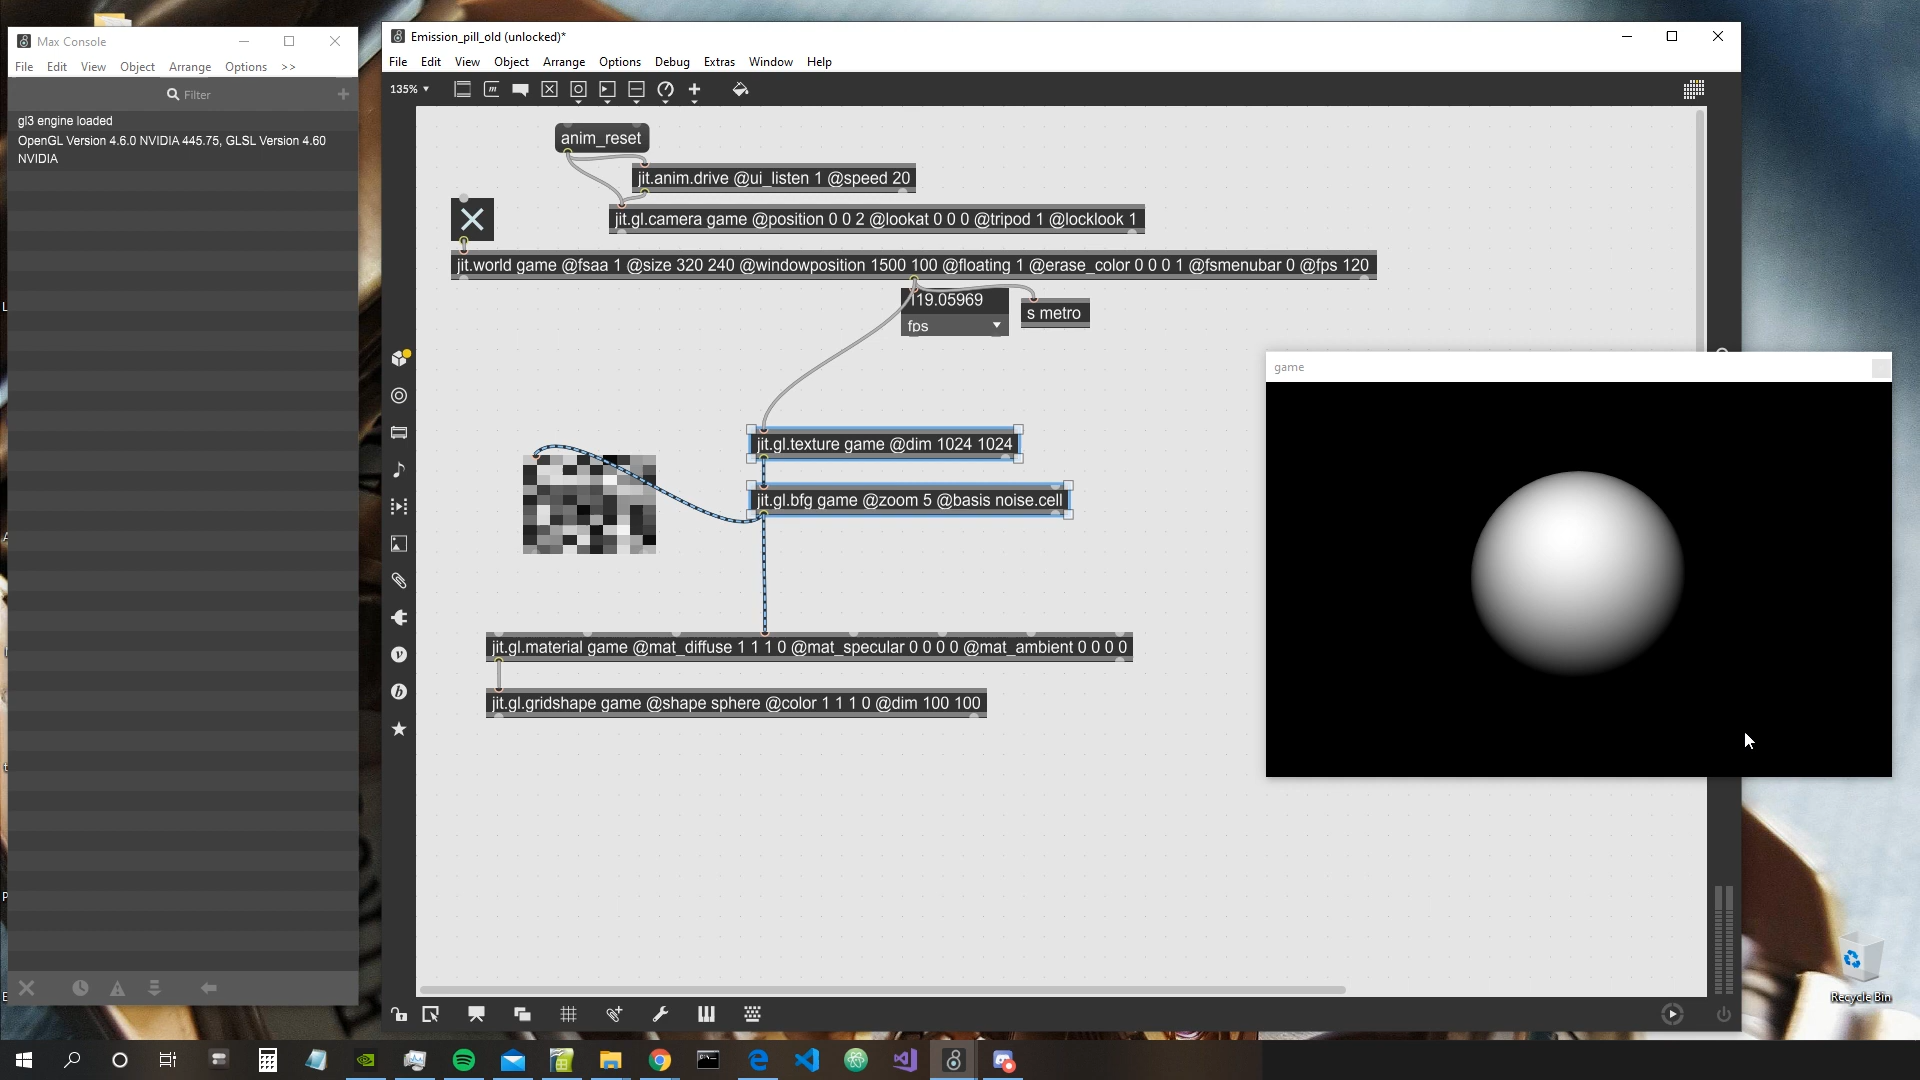 Max Console
File Edit View Object Arrange Options >>
Filter
gl3 engine loaded
OpenGL Version 4.6.0 NVIDIA 445.75, GLSL Version 4.60
NVIDIA
Emission_pill_old (unlocked)*
File Edit View Object Arrange Options Debug Extras Window Help
135%
anim_reset
jit.anim.drive @ui_listen 1 @speed 20
jit.gl.camera game @position 0 0 2 @lookat 0 0 0 @tripod 1 @locklook 1
jit.world game @fsaa 1 @size 320 240 @windowposition 1500 100 @floating 1 @erase_color 0 0 0 1 @fsmenubar 0 @fps 120
119.05969
fps
s metro
jit.gl.texture game @dim 1024 1024
jit.gl.bfg game @zoom 5 @basis noise.cell
jit.gl.material game @mat_diffuse 1 1 1 0 @mat_specular 0 0 0 0 @mat_ambient 0 0 0 0
jit.gl.gridshape game @shape sphere @color 1 1 1 0 @dim 100 100
game
Recycle Bin